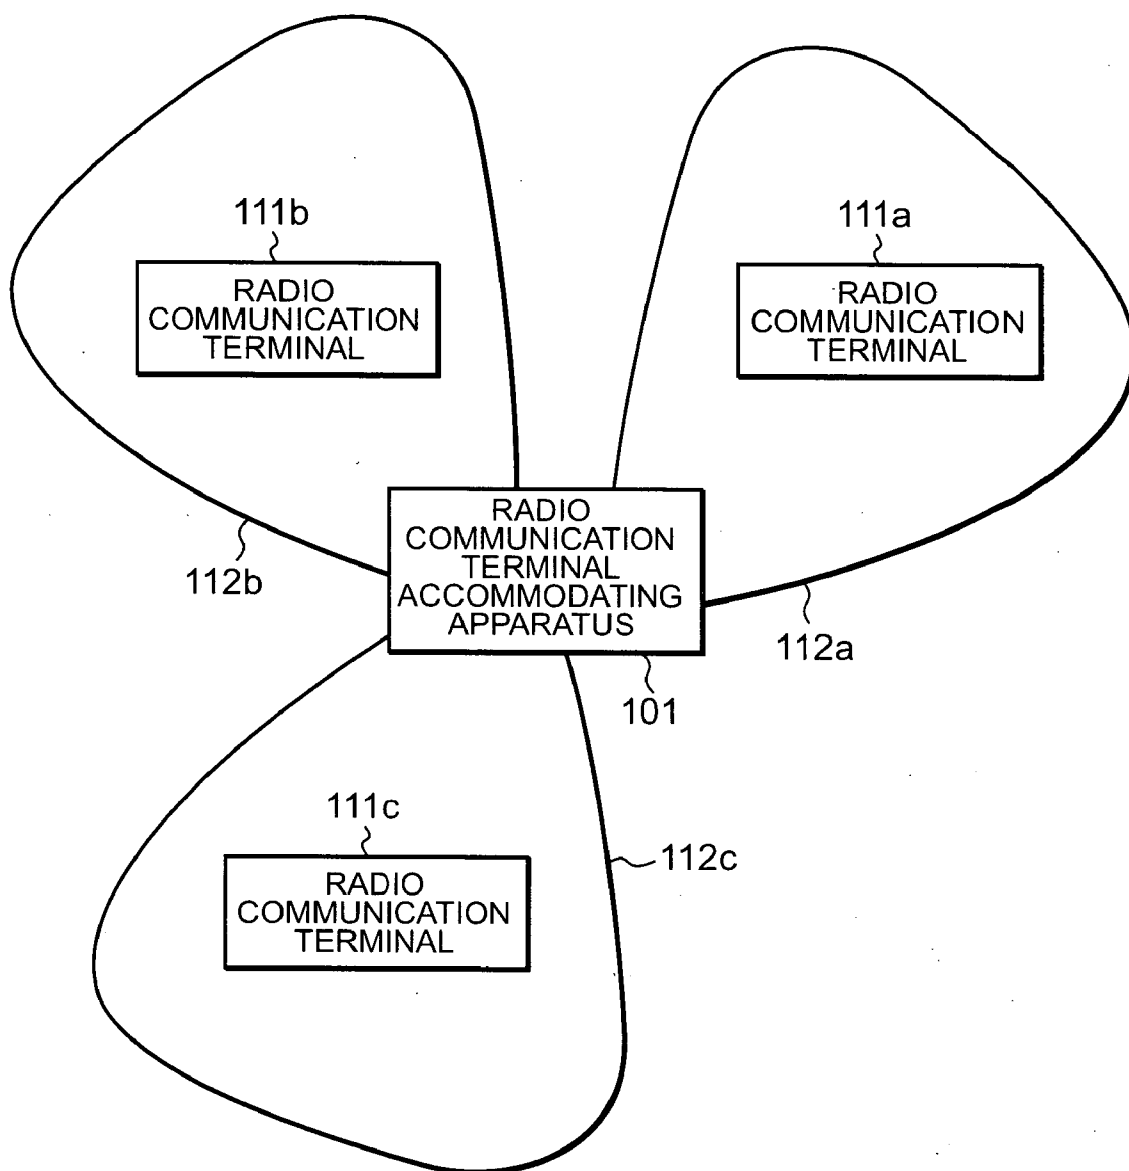 111b
RADIO
COMMUNICATION
TERMINAL
111a
RADIO
COMMUNICATION
TERMINAL
RADIO
COMMUNICATION
TERMINAL
ACCOMMODATING
APPARATUS
112b
112a
101
111c
RADIO
COMMUNICATION
TERMINAL
112c